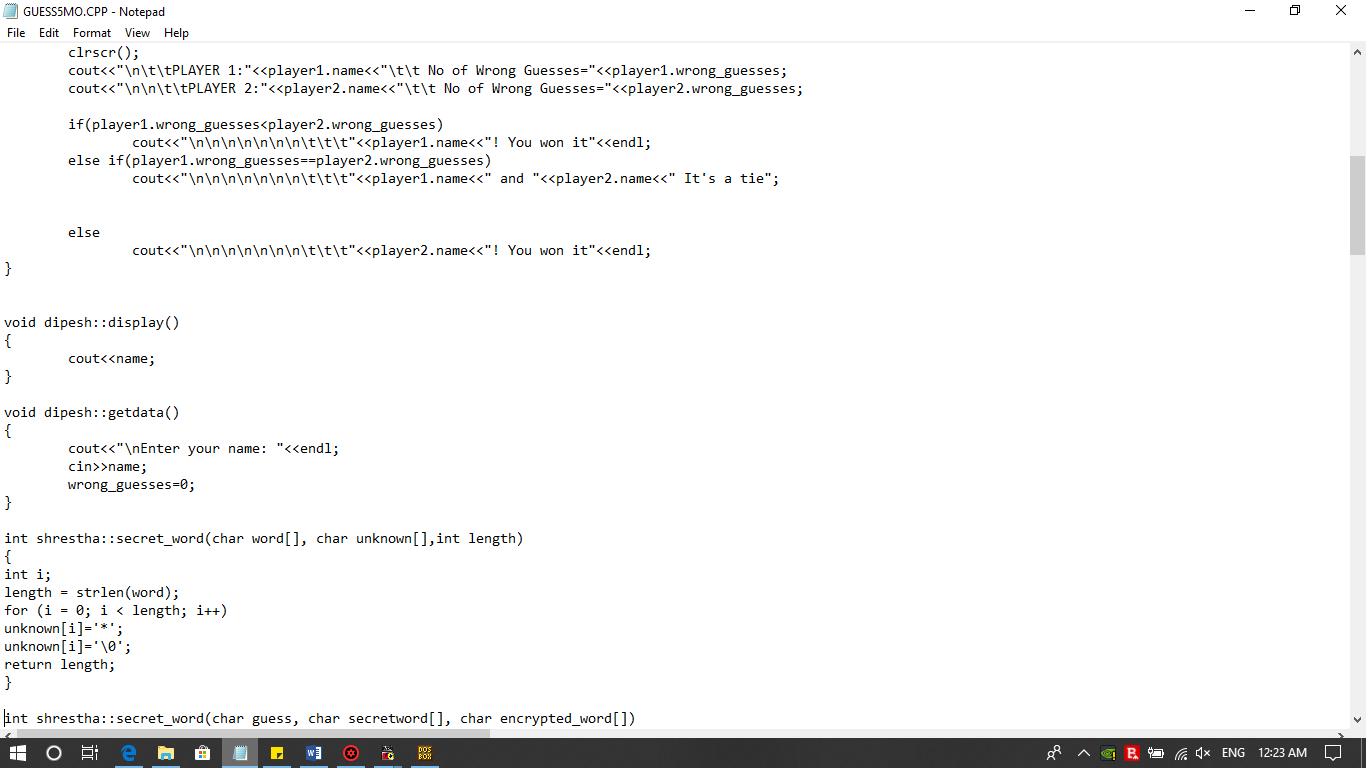 GUESS5MO.CPP - Notepad
File Edit Format View Help
clrscr();
cout<<"\n\t\tPLAYER 1:"<<player1.name<<"\t\t No of Wrong Guesses="<<player1.wrong_guesses;
cout<<"\n\n\t\tPLAYER 2:"<<player2.name<<"\t\t No of Wrong Guesses="<<player2.wrong_guesses;
if(player1.wrong_guesses<player2.wrong_guesses)
cout<<"\n\n\n\n\n\n\n\t\t\t"<<player1.name<<"! You won it"<<endl;
else if(player1.wrong_guesses==player2.wrong_guesses)
cout<<"\n\n\n\n\n\n\n\t\t\t"<<player1.name<<" and "<<player2.name<<" It's a tie";
else
cout<<"\n\n\n\n\n\n\n\t\t\t"<<player2.name<<"! You won it"<<endl;
}
void dipesh::display()
{
cout<<name;
}
void dipesh::getdata()
{
cout<<"\nEnter your name: "<<endl;
cin>>name;
wrong_guesses=0;
}
int shrestha::secret_word(char word[], char unknown[],int length)
{
int i;
length = strlen(word);
for (i = 0; i < length; i++)
unknown[i]='*';
unknown[i]='\0';
return length;
}
int shrestha::secret_word(char guess, char secretword[], char encrypted_word[])
ENG 12:23 AM